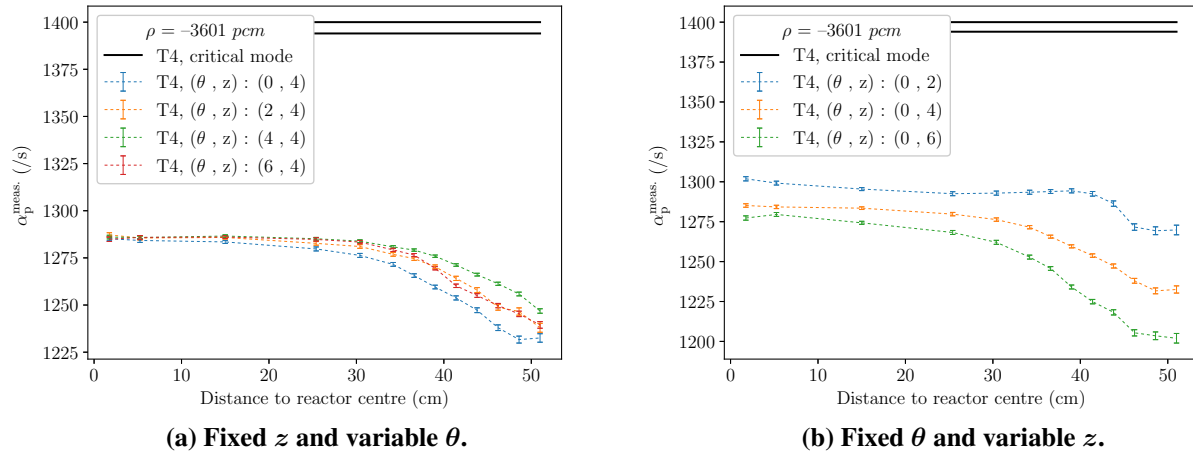 1400
1375
1350
1325
1300
1275
1250
1225
α_p^meas. (/s)
ρ = –3601 pcm
T4, critical mode
T4, (θ , z) : (0 , 4)
T4, (θ , z) : (2 , 4)
T4, (θ , z) : (4 , 4)
T4, (θ , z) : (6 , 4)
0 10 20 30 40 50
Distance to reactor centre (cm)
(a) Fixed z and variable θ.
1400
1375
1350
1325
1300
1275
1250
1225
1200
α_p^meas. (/s)
ρ = –3601 pcm
T4, critical mode
T4, (θ , z) : (0 , 2)
T4, (θ , z) : (0 , 4)
T4, (θ , z) : (0 , 6)
0 10 20 30 40 50
Distance to reactor centre (cm)
(b) Fixed θ and variable z.